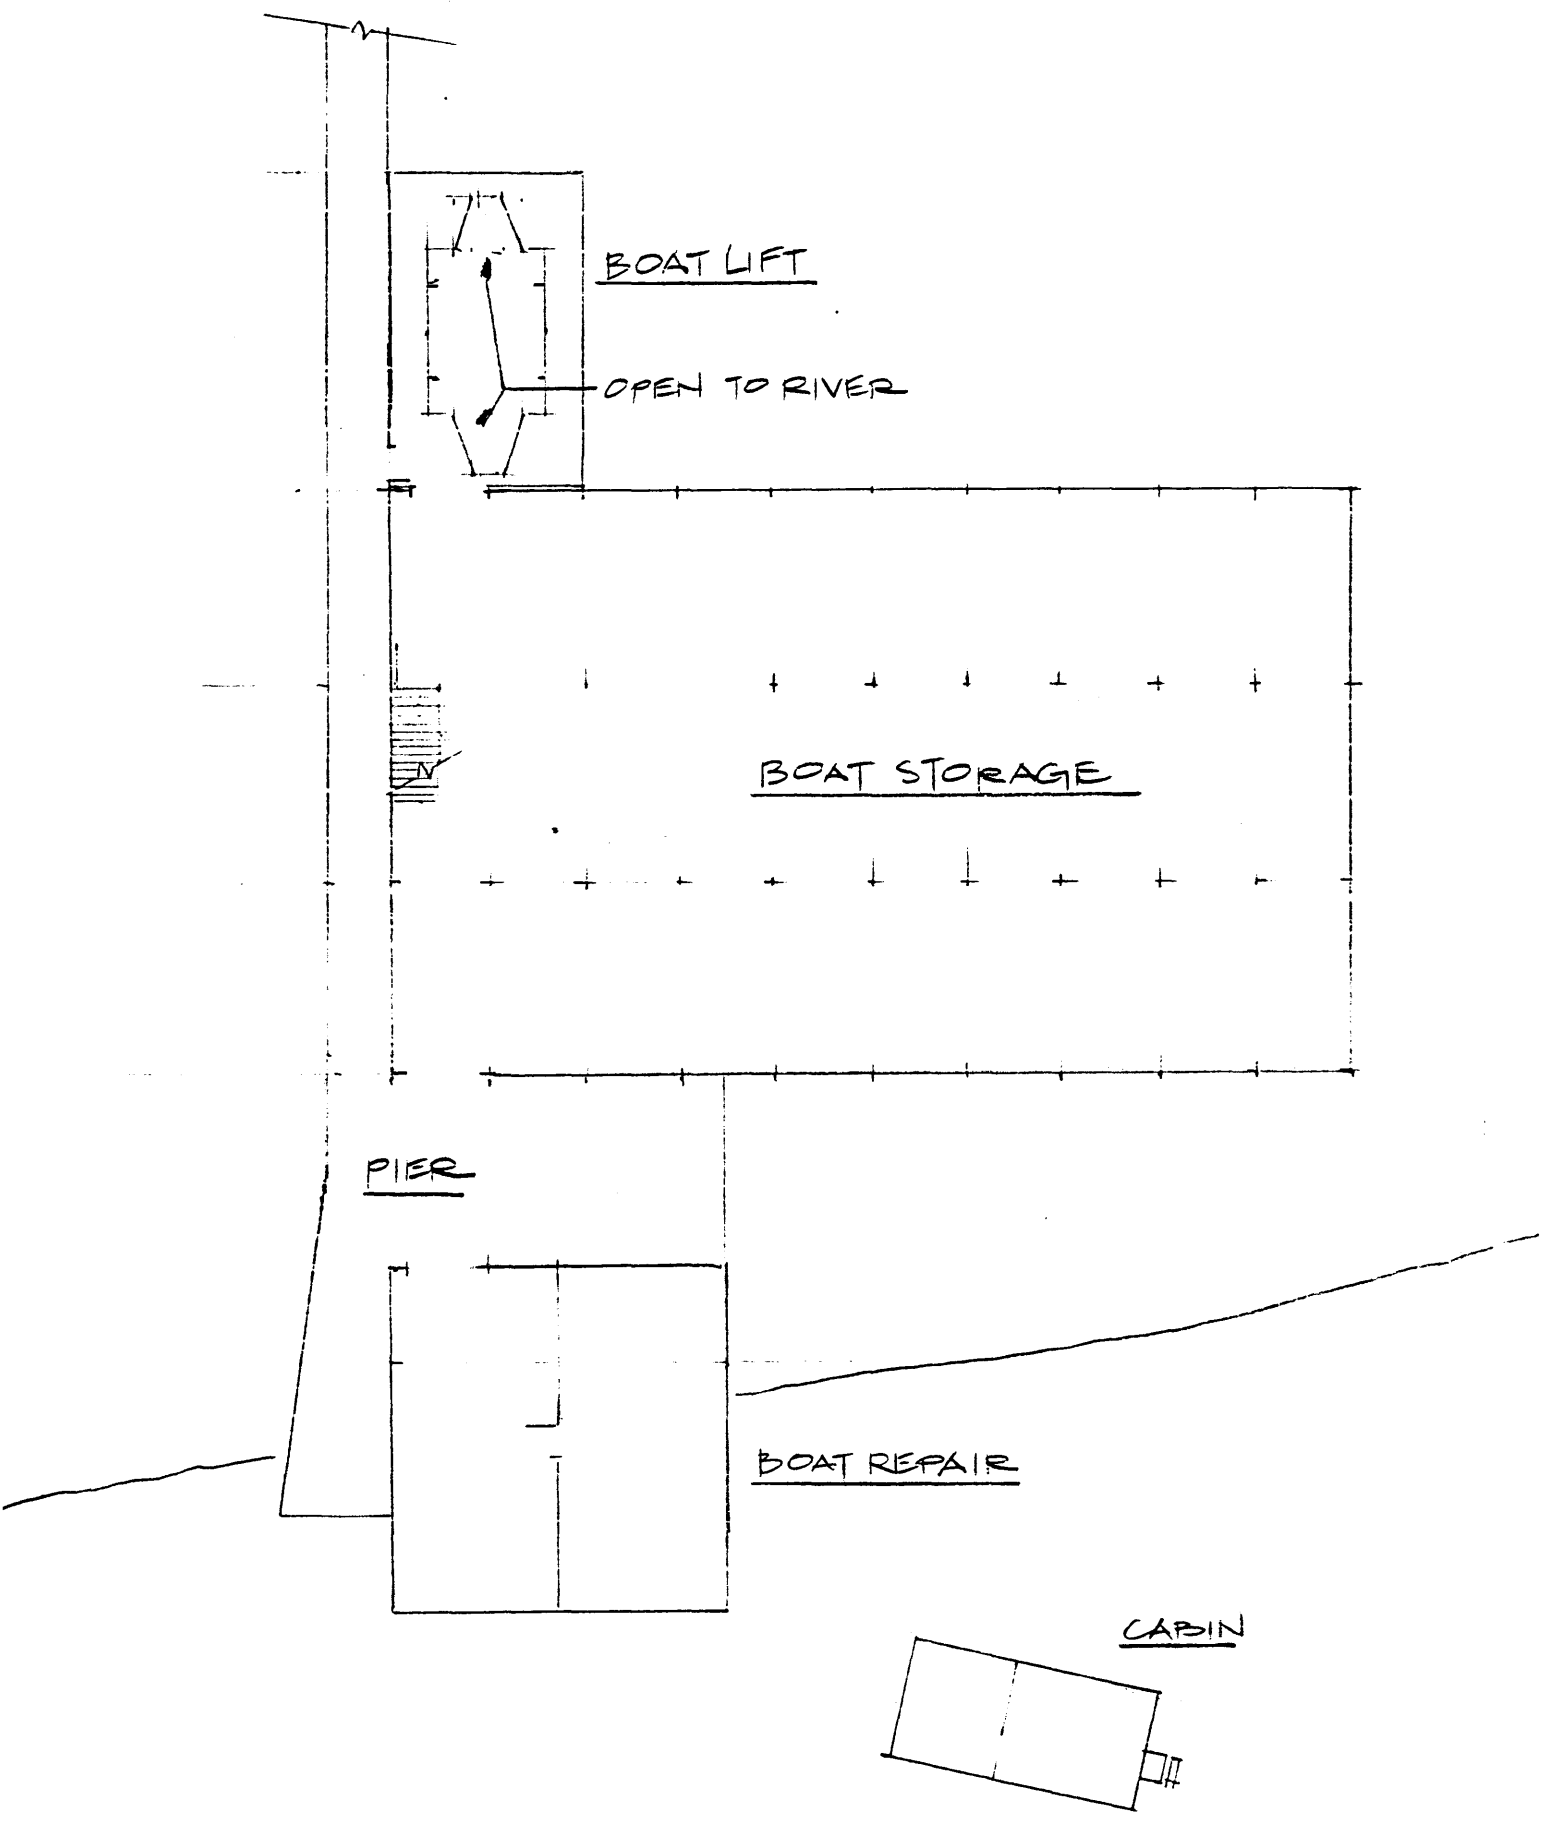 BOAT LIFT
OPEN TO RIVER
BOAT STORAGE
PIER
BOAT REPAIR
CABIN